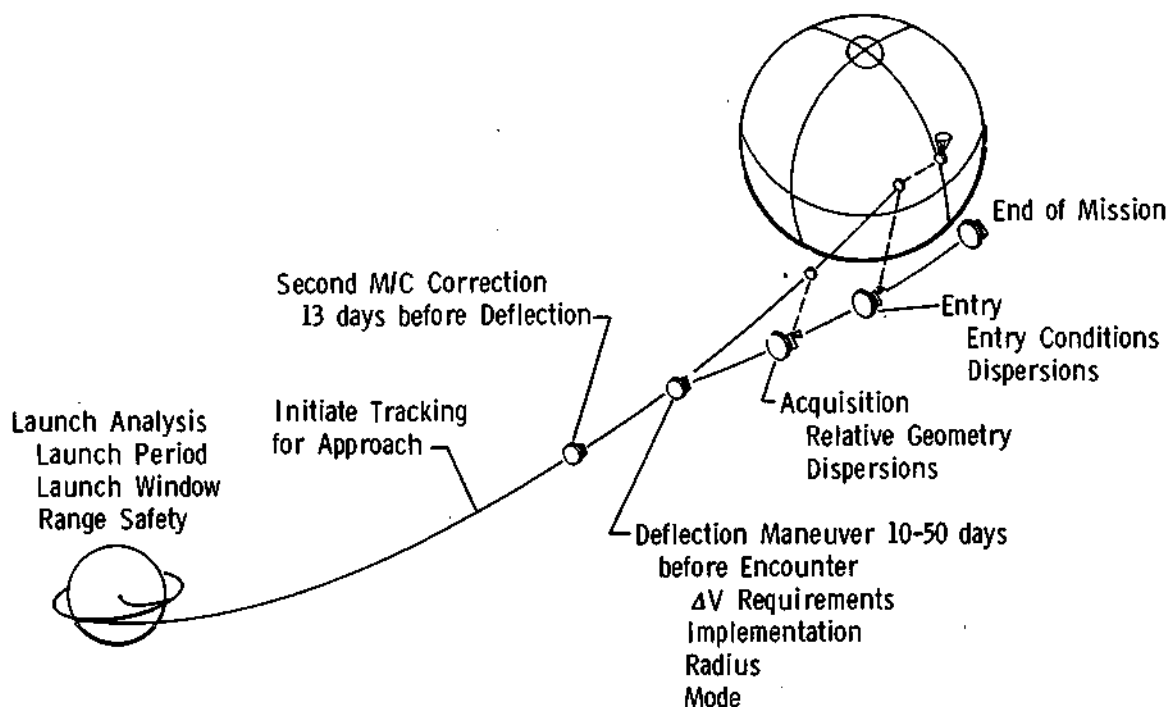 End of Mission
Second M/C Correction
13 days before Deflection
Entry
Entry Conditions
Dispersions
Launch Analysis
Launch Period
Launch Window
Range Safety
Initiate Tracking
for Approach
Acquisition
Relative Geometry
Dispersions
Deflection Maneuver 10-50 days
before Encounter
ΔV Requirements
Implementation
Radius
Mode